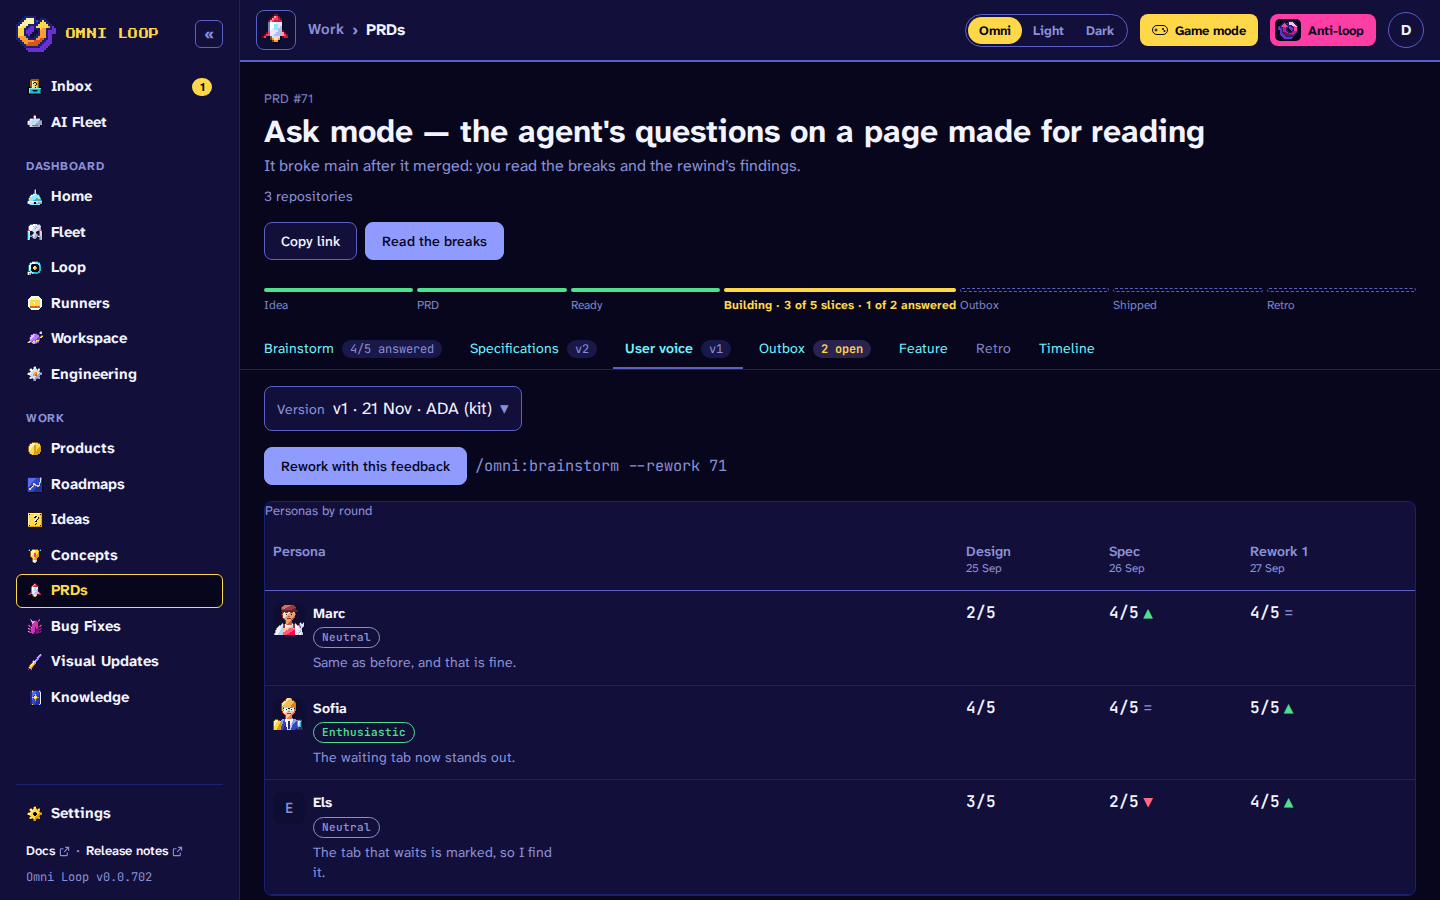 OMNI LOOP
«
Inbox
1
AI Fleet
DASHBOARD
Home
Fleet
Loop
Runners
Workspace
Engineering
WORK
Products
Roadmaps
Ideas
Concepts
PRDs
Bug Fixes
Visual Updates
Knowledge
Settings
Docs · Release notes
Omni Loop v0.0.702
Work › PRDs
Omni Light Dark
Game mode
Anti-loop
D
PRD #71
Ask mode — the agent's questions on a page made for reading
It broke main after it merged: you read the breaks and the rewind's findings.
3 repositories
Copy link
Read the breaks
Idea
PRD
Ready
Building · 3 of 5 slices · 1 of 2 answered
Outbox
Shipped
Retro
Brainstorm 4/5 answered
Specifications v2
User voice v1
Outbox 2 open
Feature
Retro
Timeline
Version v1 · 21 Nov · ADA (kit) ▼
Rework with this feedback /omni:brainstorm --rework 71
Personas by round
Persona Design Spec Rework 1
25 Sep 26 Sep 27 Sep
Marc 2/5 4/5 ▲ 4/5 =
Neutral
Same as before, and that is fine.
Sofia 4/5 4/5 = 5/5 ▲
Enthusiastic
The waiting tab now stands out.
E Els 3/5 2/5 ▼ 4/5 ▲
Neutral
The tab that waits is marked, so I find
it.